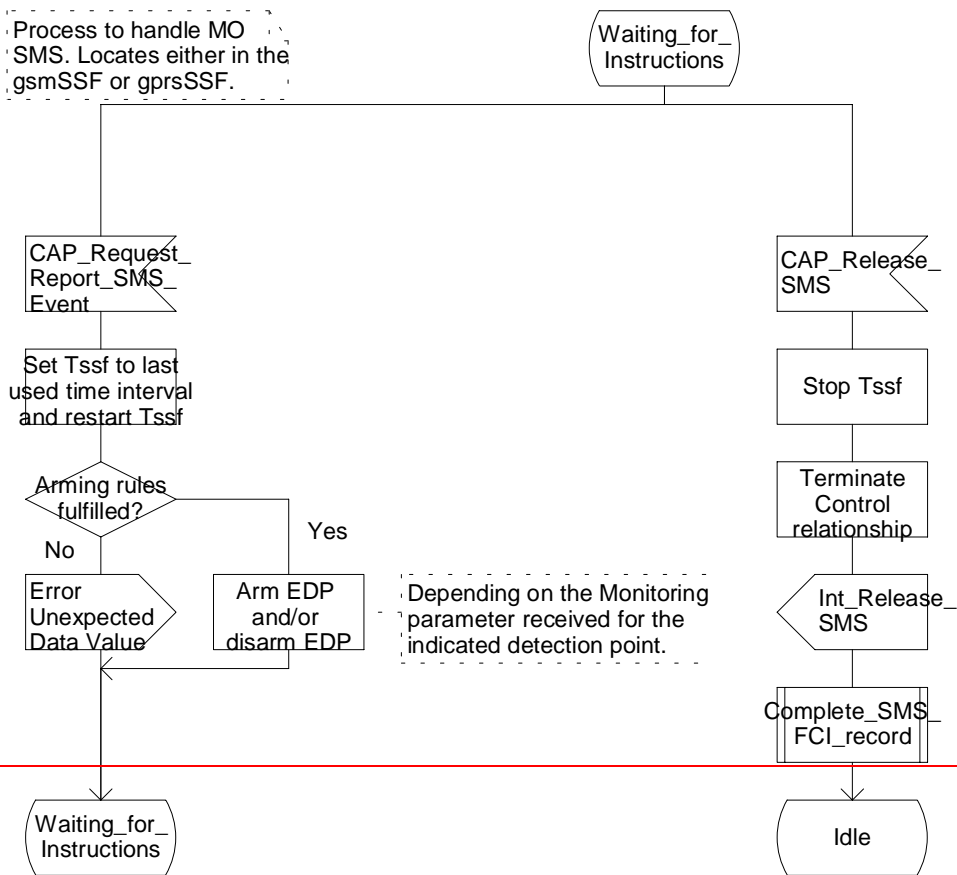 Process to handle MO
SMS. Locates either in the
gsmSSF or gprsSSF.
Waiting_for_
Instructions
CAP_Request_
Report_SMS_
Event
CAP_Release_
SMS
Set Tssf to last
used time interval
and restart Tssf
Stop Tssf
Arming rules
fulfilled?
Terminate
Control
relationship
Yes
No
Error
Unexpected
Data Value
Arm EDP
and/or
disarm EDP
Depending on the Monitoring
parameter received for the
indicated detection point.
Int_Release_
SMS
Complete_SMS_
FCI_record
Waiting_for_
Instructions
Idle